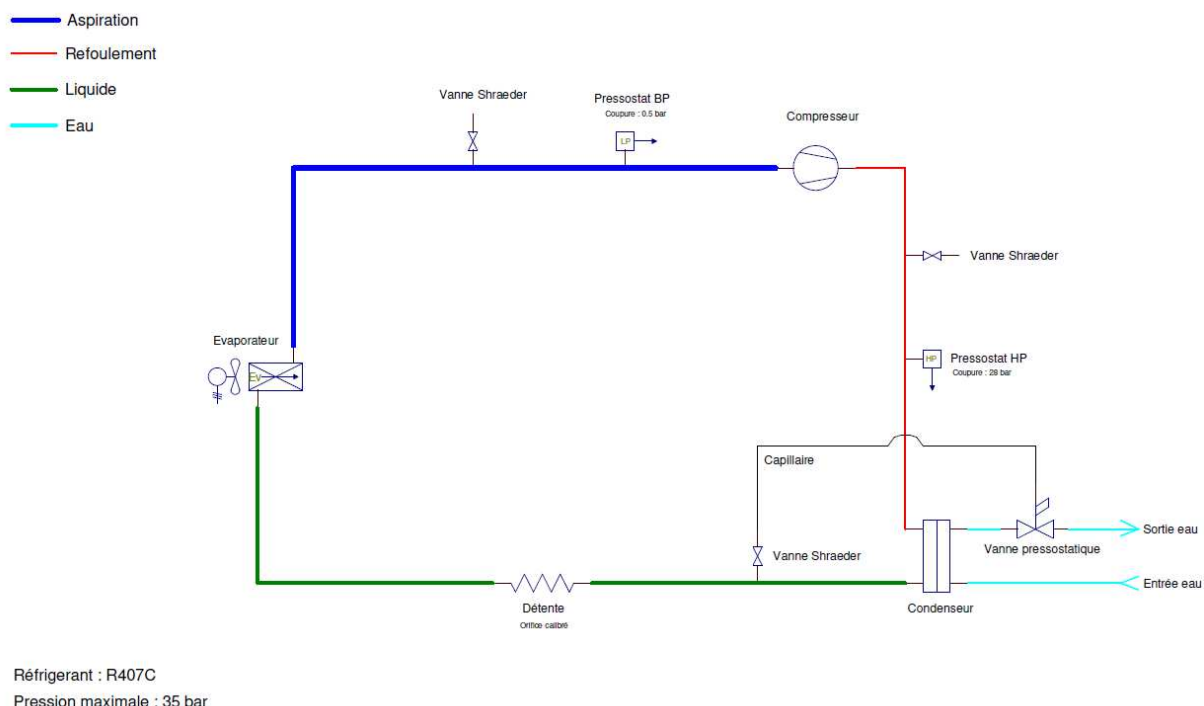 Aspiration
Refoulement
Liquide
Eau
Vanne Shraeder
Pressostat BP
Coupure : 0.5 bar
LP
Compresseur
Vanne Shraeder
Evaporateur
Ev
HP
Pressostat HP
Coupure : 28 bar
Capillaire
Sortie eau
Vanne pressostatique
Vanne Shraeder
Entrée eau
Détente
Orifice calibré
Condenseur
Réfrigerant : R407C
Pression maximale : 35 bar